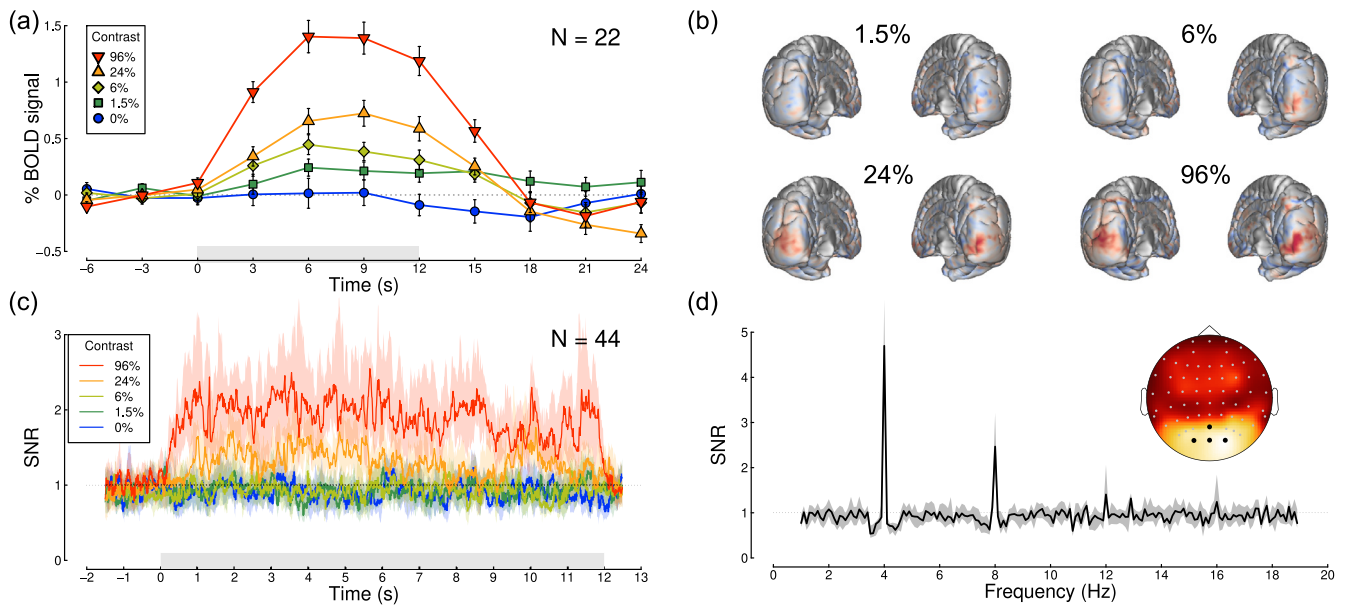 (a)
% BOLD signal
1.5
1
0.5
0
−0.5
Contrast
96%
24%
6%
1.5%
0%
N = 22
−6 −3 0 3 6 9 12 15 18 21 24
Time (s)
(b)
1.5%
6%
24%
96%
(c)
SNR
3
2
1
0
Contrast
96%
24%
6%
1.5%
0%
N = 44
−2 −1 0 1 2 3 4 5 6 7 8 9 10 11 12 13
Time (s)
(d)
SNR
5
4
3
2
1
0 2 4 6 8 10 12 14 16 18 20
Frequency (Hz)